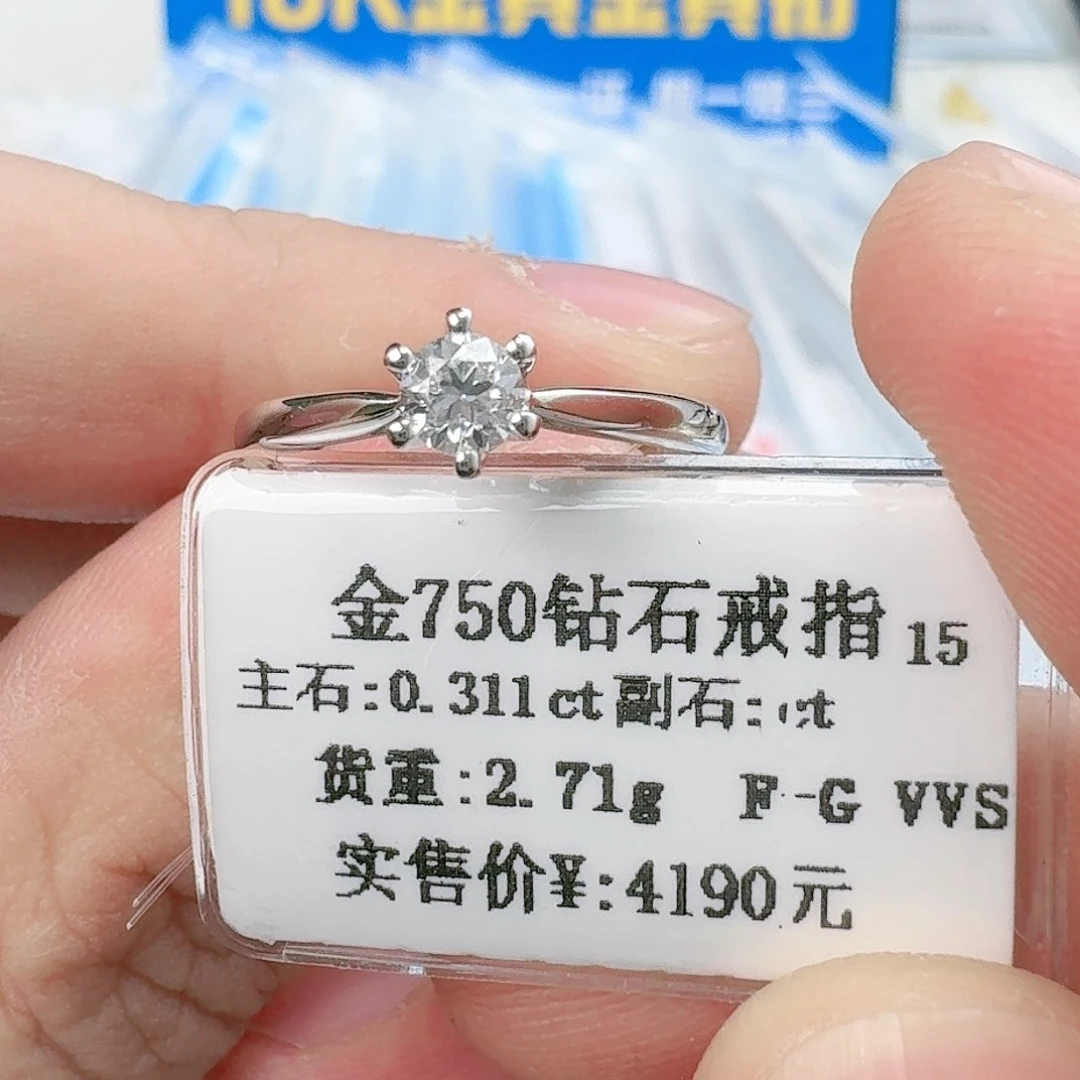 金750钻石戒指 15
主石:0.311ct副石:ct
货重:2.71g F-G VVS
实售价¥:4190元